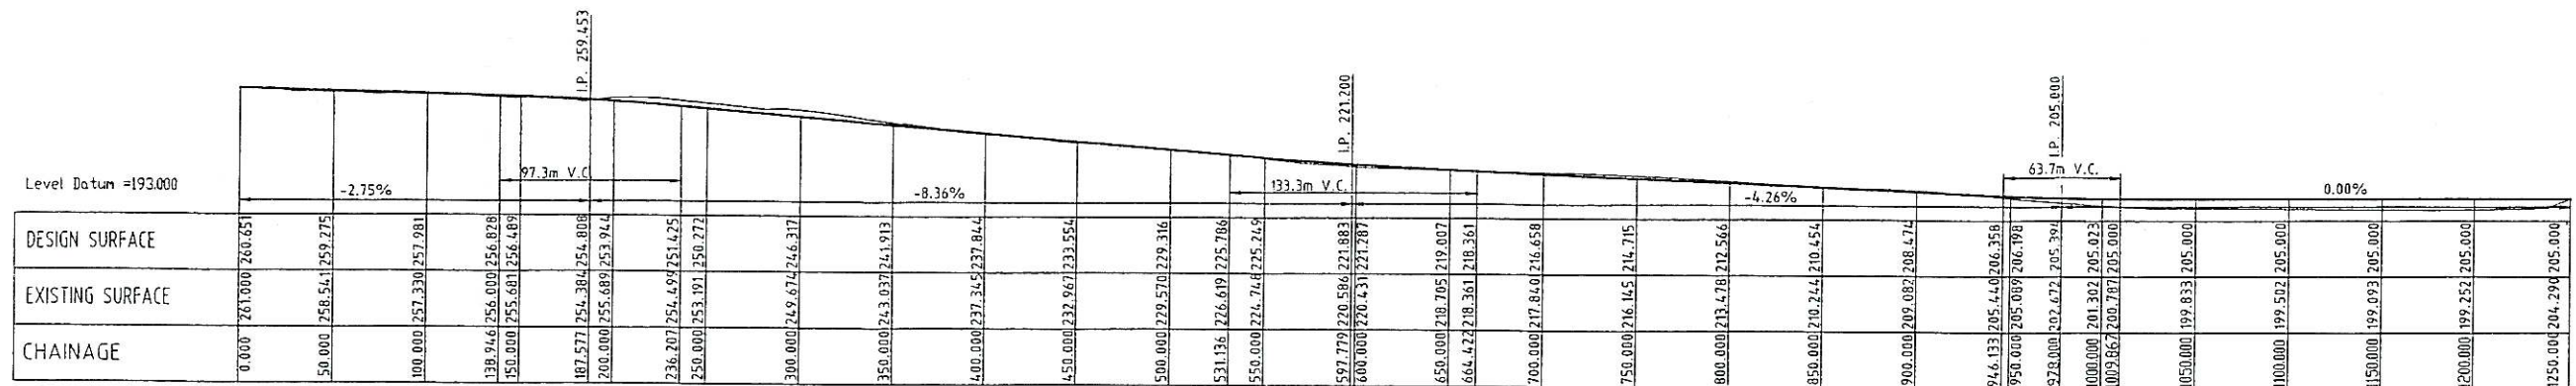 I.P. 259.453
I.P. 221.200
I.P. 205.000
Level Datum =193.000
97.3m V.C.
133.3m V.C.
63.7m V.C.
-2.75%
-8.36%
-4.26%
0.00%
DESIGN SURFACE 260.651 259.275 257.981 256.828 256.489 254.808 253.944 251.425 250.272 246.317 241.913 237.844 233.554 229.316 225.786 225.249 221.883 221.287 219.007 218.361 216.658 214.715 212.566 210.454 208.474 206.358 206.198 205.394 205.023 205.000 205.000 205.000 205.000 205.000 205.000
EXISTING SURFACE 261.000 258.541 257.330 256.000 255.681 254.384 255.689 254.499 253.191 249.674 243.037 237.345 232.967 229.570 226.619 224.748 220.586 220.431 218.705 218.361 217.840 216.145 213.478 210.244 209.082 205.440 205.089 202.672 201.302 200.787 199.833 199.502 199.093 199.252 204.290
CHAINAGE 0.000 50.000 100.000 138.946 150.000 187.577 200.000 236.207 250.000 300.000 350.000 400.000 450.000 500.000 531.136 550.000 597.779 600.000 650.000 664.422 700.000 750.000 800.000 850.000 900.000 946.133 950.000 978.000 1000.000 1009.867 1050.000 1100.000 1150.000 1200.000 1250.000